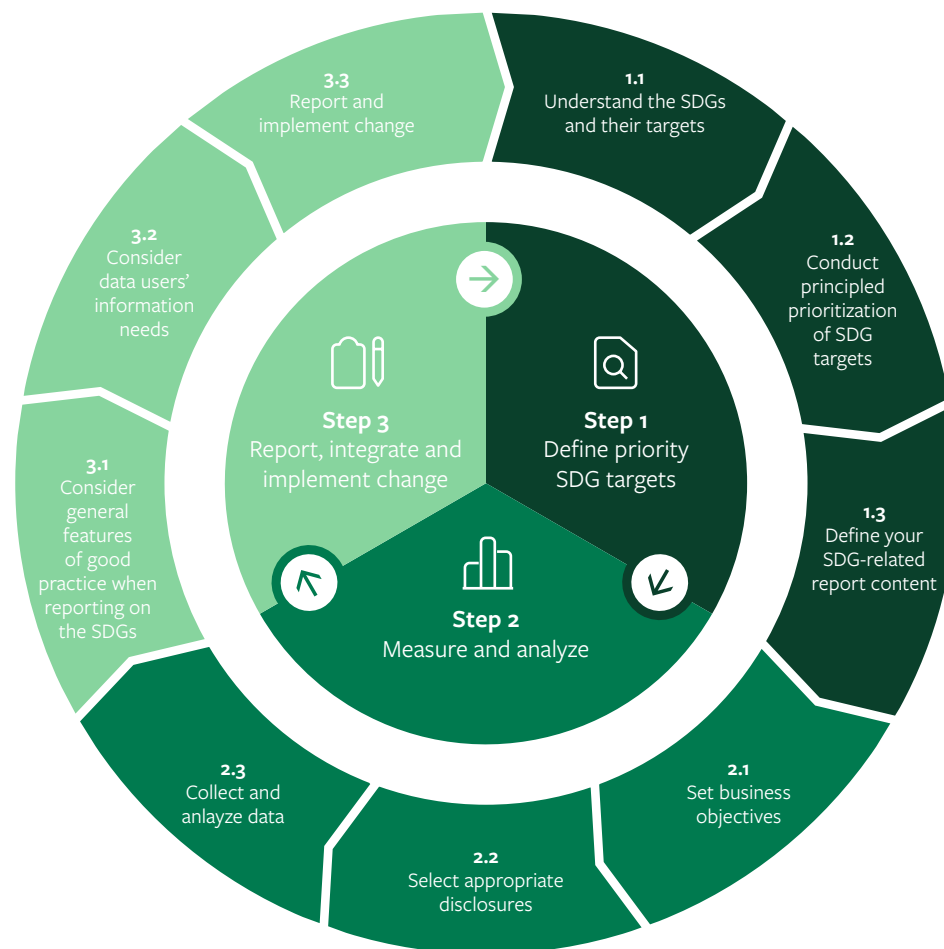 1.1
Understand the SDGs
and their targets
1.2
Conduct
principled
prioritization
of SDG
targets
1.3
Define your
SDG-related
report content
2.1
Set business
objectives
2.2
Select appropriate
disclosures
2.3
Collect and
anlayze data
3.1
Consider
general
features
of good
practice when
reporting on
the SDGs
3.2
Consider
data users’
information
needs
3.3
Report and
implement change
Step 1
Define priority
SDG targets
Step 2
Measure and analyze
Step 3
Report, integrate and
implement change